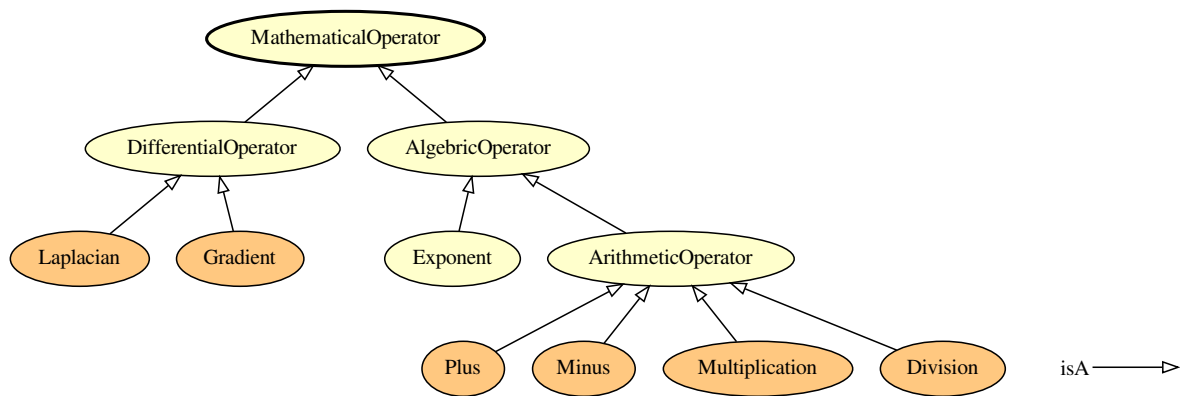 MathematicalOperator
DifferentialOperator
AlgebricOperator
Laplacian
Gradient
Exponent
ArithmeticOperator
Plus
Minus
Multiplication
Division
isA